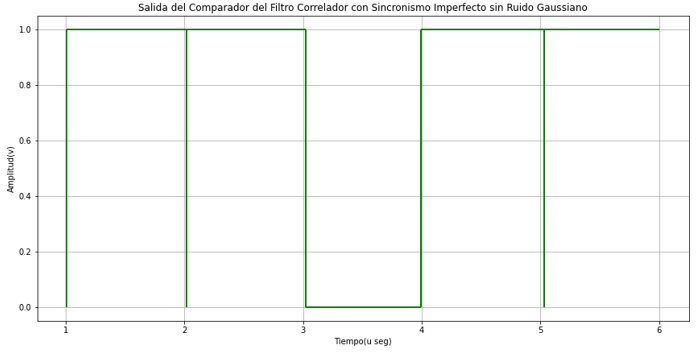 Salida del Comparador del Filtro Correlador con Sincronismo Imperfecto sin Ruido Gaussiano
1.0
0.8
0.6
0.4
0.2
0.0
Amplitud(v)
1 2 3 4 5 6
Tiempo(u seg)